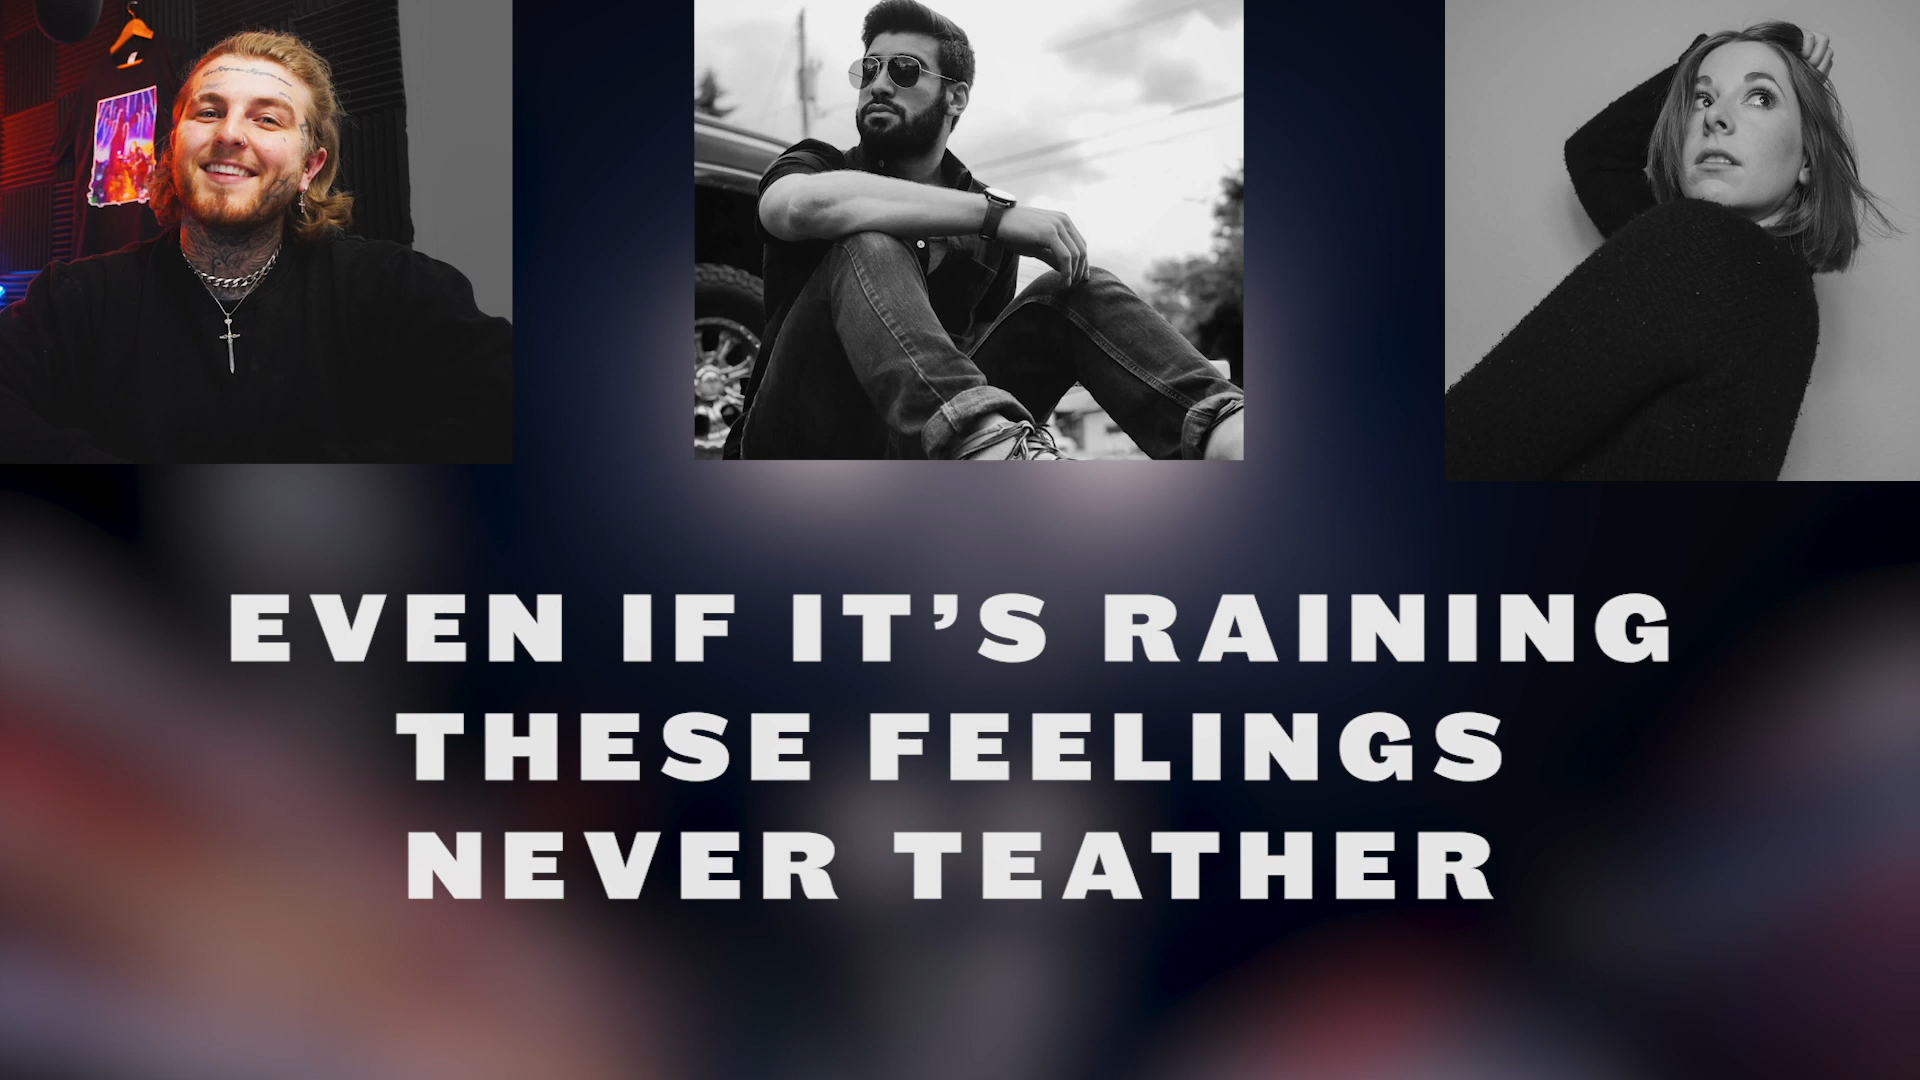 EVEN IF IT’S RAINING
THESE FEELINGS
NEVER TEATHER